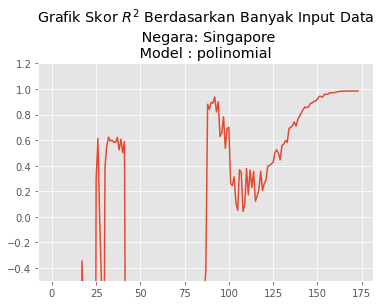 Grafik Skor R² Berdasarkan Banyak Input Data
Negara: Singapore
Model : polinomial
1.2
1.0
0.8
0.6
0.4
0.2
0.0
−0.2
−0.4
0 25 50 75 100 125 150 175